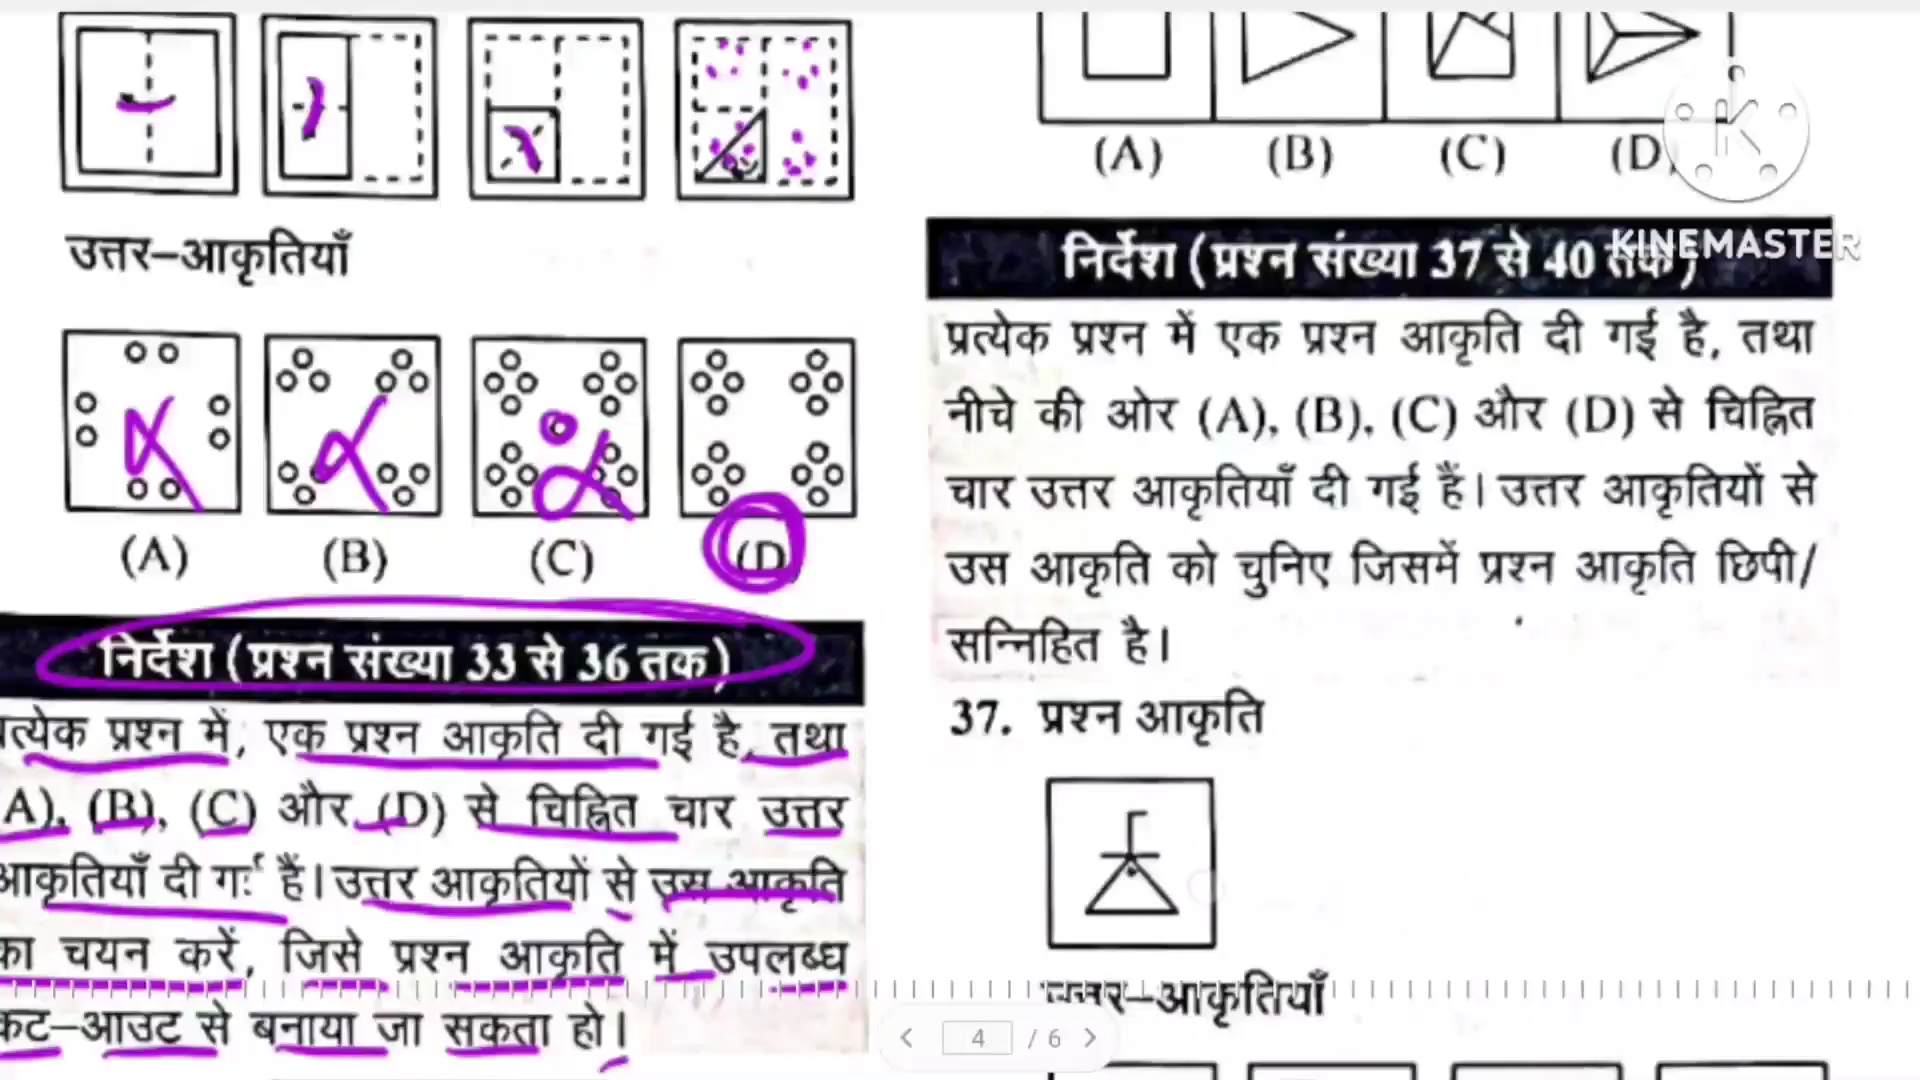 उत्तर–आकृतियाँ
(A) (B) (C) (D)
निर्देश (प्रश्न संख्या 33 से 36 तक)
प्रश्न में, एक प्रश्न आकृति दी गई है, तथा
A), (B), (C) और (D) से चिह्नित चार उत्तर
आकृतियाँ दी हैं। उत्तर आकृतियों से उस आकृति
का चयन करें, जिसे प्रश्न आकृति में उपलब्ध
कट–आउट से बनाया जा सकता हो।
(A) (B) (C) (D)
K
KINEMASTER
निर्देश (प्रश्न संख्या 37 से 40 तक)
प्रत्येक प्रश्न में एक प्रश्न आकृति दी गई है, तथा
नीचे की ओर (A), (B), (C) और (D) से चिह्नित
चार उत्तर आकृतियाँ दी गई हैं। उत्तर आकृतियों से
उस आकृति को चुनिए जिसमें प्रश्न आकृति छिपी/
सन्निहित है।
37. प्रश्न आकृति
उत्तर–आकृतियाँ
4 / 6